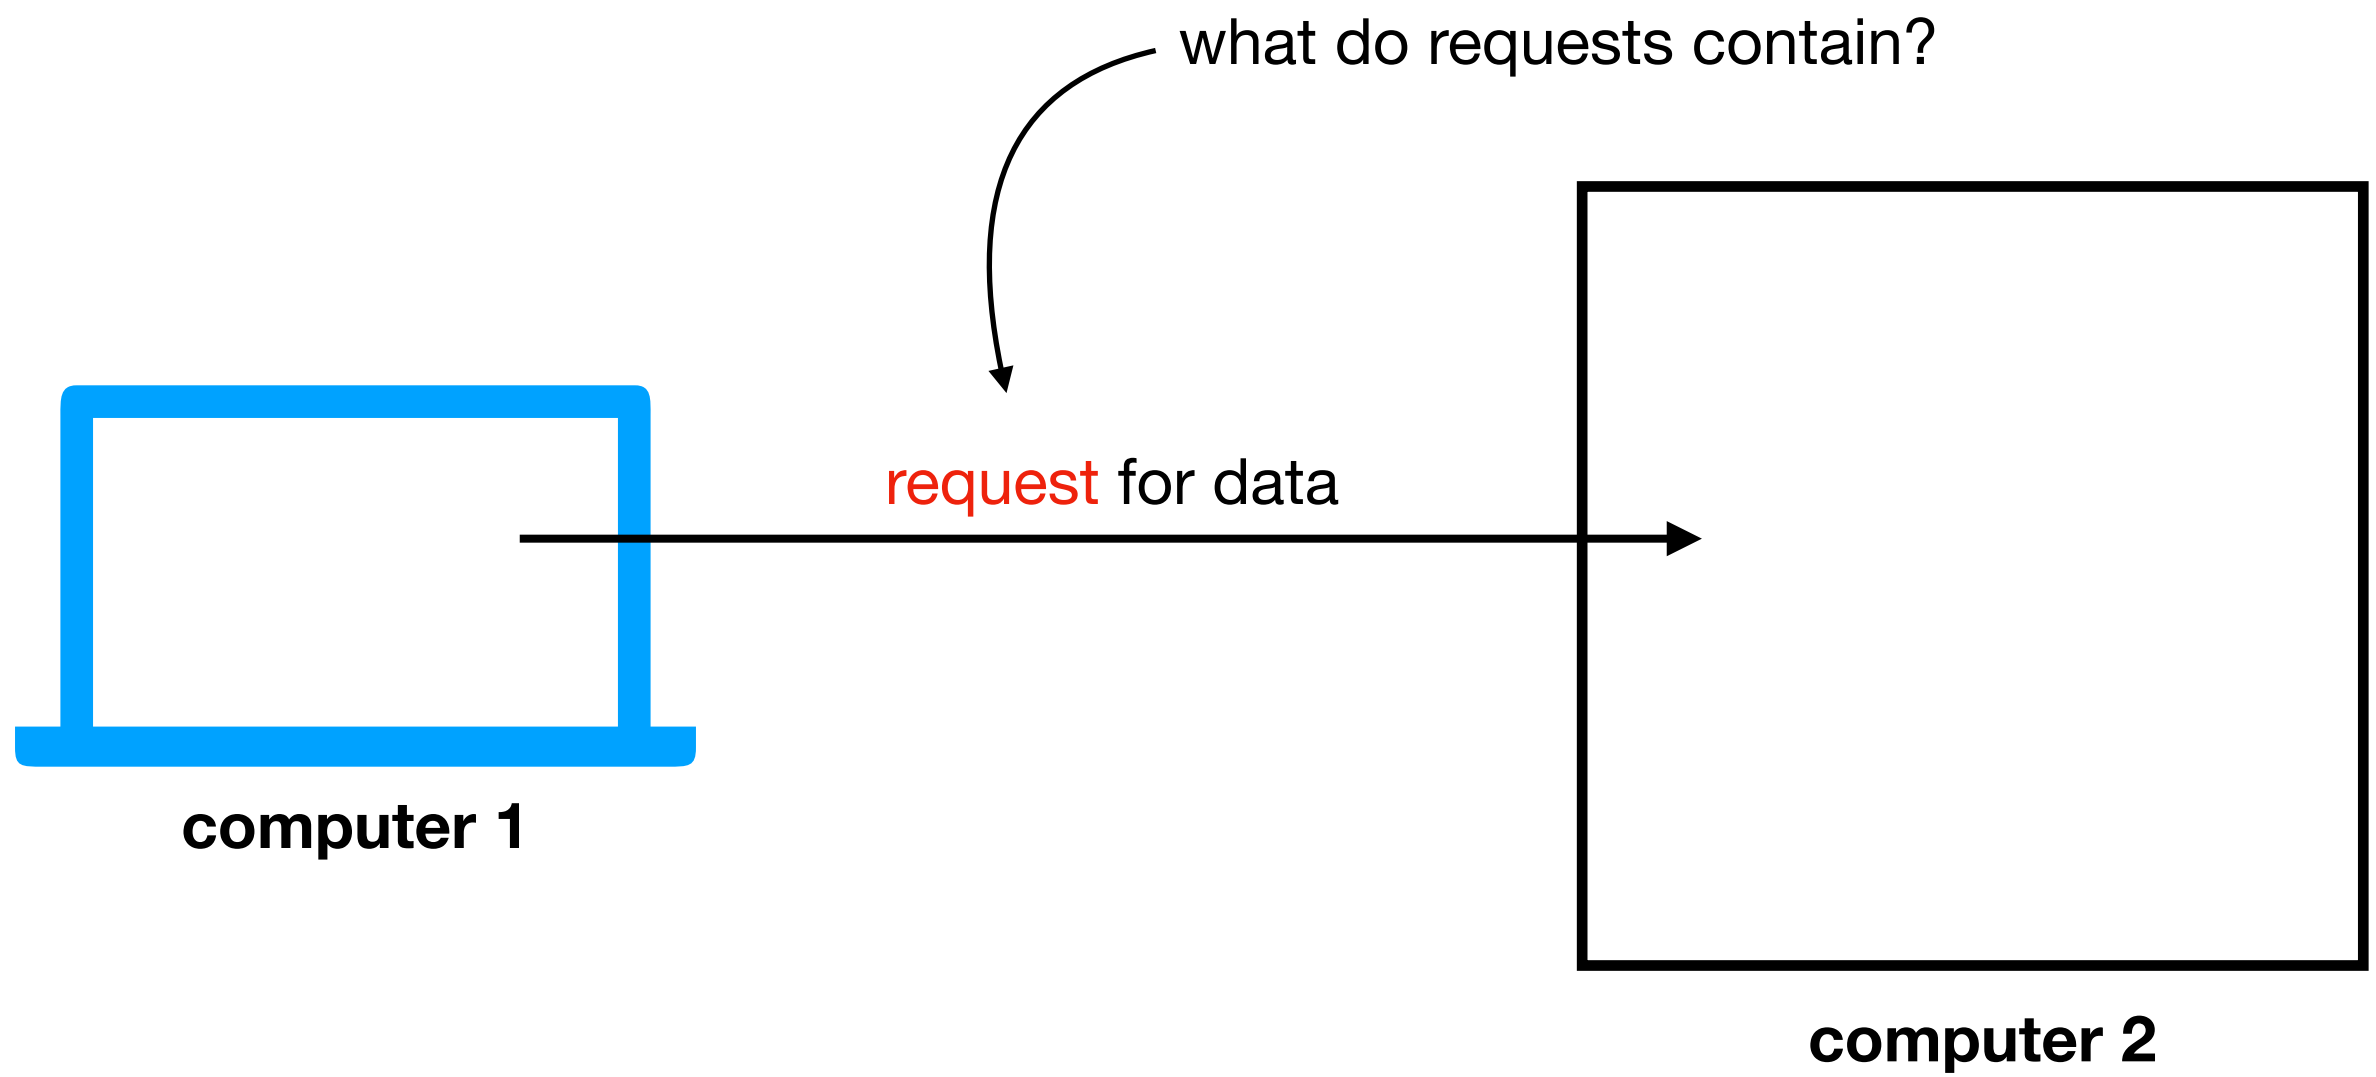 what do requests contain?
request for data
computer 1
computer 2